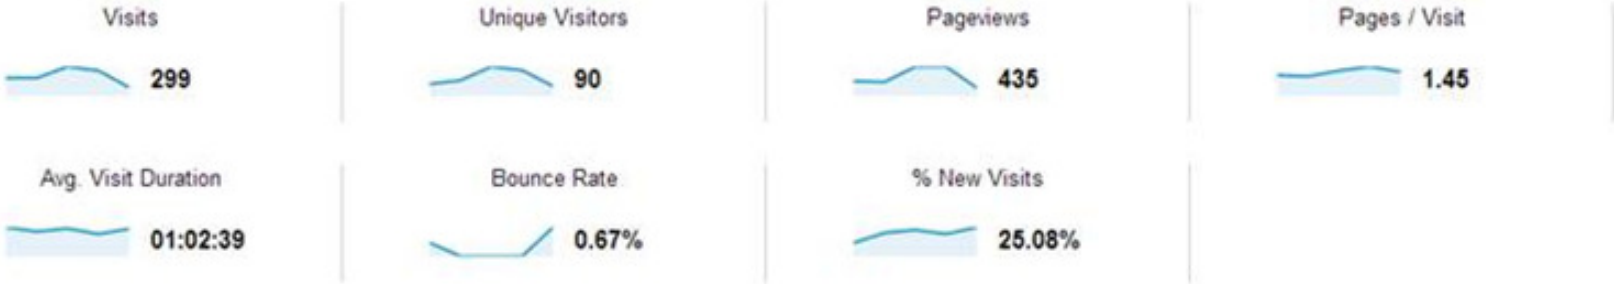 Visits
Unique Visitors
Pageviews
Pages / Visit
299
90
435
1.45
Avg. Visit Duration
Bounce Rate
% New Visits
01:02:39
0.67%
25.08%